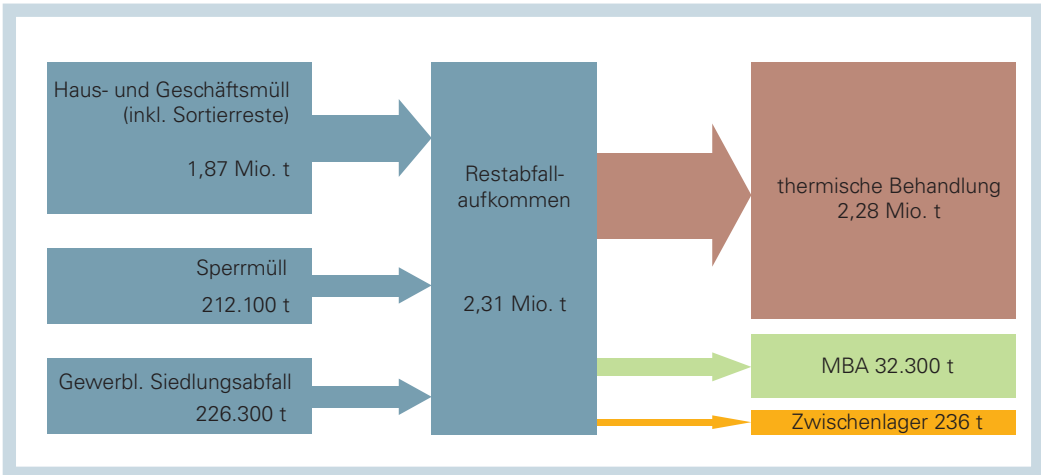 Haus- und Geschäftsmüll
(inkl. Sortierreste)
1,87 Mio. t
Sperrmüll
212.100 t
Gewerbl. Siedlungsabfall
226.300 t
Restabfall-
aufkommen
2,31 Mio. t
thermische Behandlung
2,28 Mio. t
MBA 32.300 t
Zwischenlager 236 t